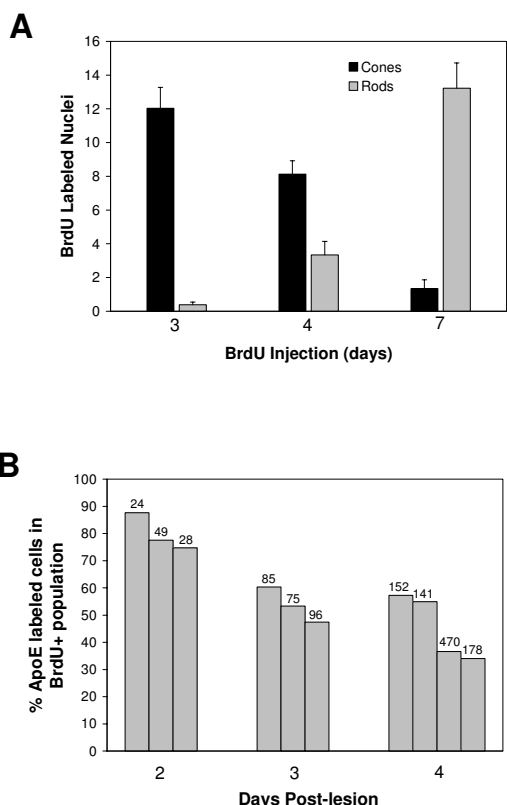 A
16
14
12
10
8
6
4
2
0
BrdU Labeled Nuclei
Cones
Rods
3 4 7
BrdU Injection (days)
B
100
90
80
70
60
50
40
30
20
10
0
% ApoE labeled cells in
BrdU+ population
24
49
28
85
75
96
152
141
470
178
2 3 4
Days Post-lesion